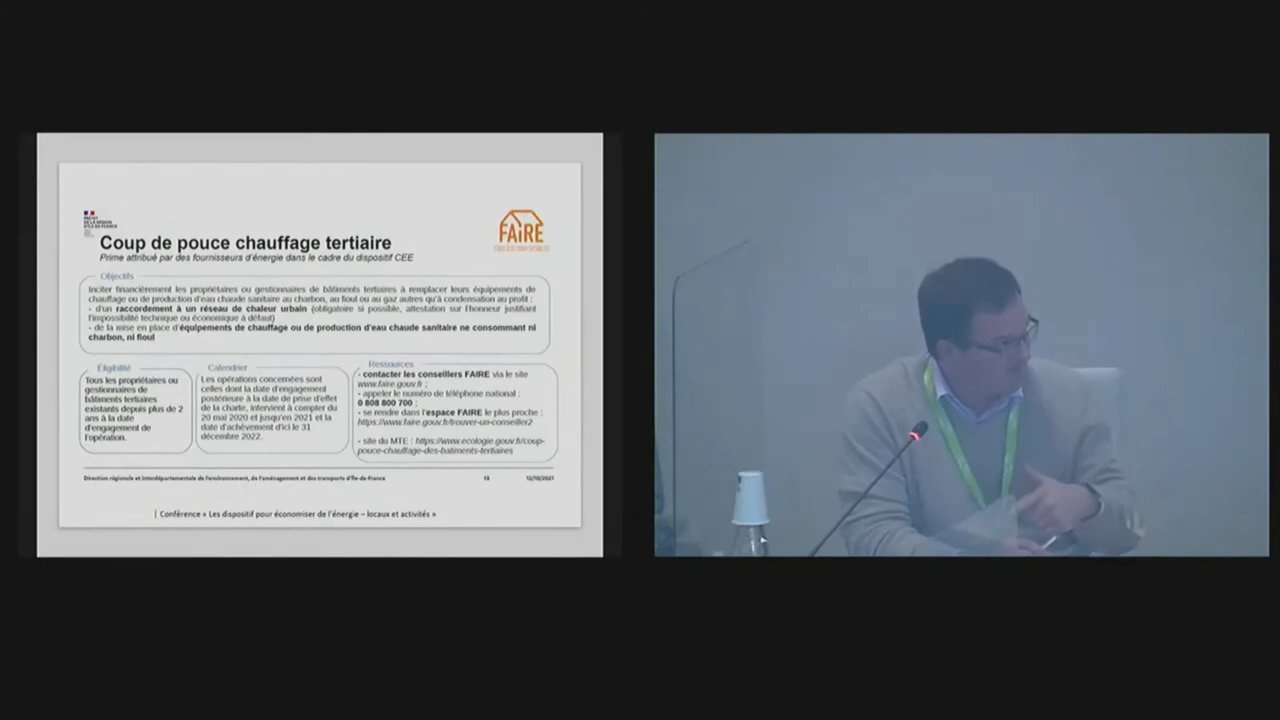 PRÉFET
DE LA RÉGION
D'ÎLE-DE-FRANCE
FAiRE
Coup de pouce chauffage tertiaire
Prime attribué par des fournisseurs d'énergie dans le cadre du dispositif CEE
Objectifs
Inciter financièrement les propriétaires ou gestionnaires de bâtiments tertiaires à remplacer leurs équipements de
chauffage ou de production d'eau chaude sanitaire au charbon, au fioul ou au gaz autres qu'à condensation au profit :
- d'un raccordement à un réseau de chaleur urbain (obligatoire si possible, attestation sur l'honneur justifiant
l'impossibilité technique ou économique à défaut)
- de la mise en place d'équipements de chauffage ou de production d'eau chaude sanitaire ne consommant ni
charbon, ni fioul
Éligibilité
Tous les propriétaires ou
gestionnaires de
bâtiments tertiaires
existants depuis plus de 2
ans à la date
d'engagement de
l'opération.
Calendrier
Les opérations concernées sont
celles dont la date d'engagement
postérieure à la date de prise d'effet
de la charte, intervient à compter du
20 mai 2020 et jusqu'en 2021 et la
date d'achèvement d'ici le 31
décembre 2022.
Ressources
- contacter les conseillers FAIRE via le site
www.faire.gouv.fr ;
- appeler le numéro de téléphone national :
0 808 800 700 ;
- se rendre dans l'espace FAIRE le plus proche :
https://www.faire.gouv.fr/trouver-un-conseiller2
- site du MTE : https://www.ecologie.gouv.fr/coup-
pouce-chauffage-des-batiments-tertiaires
Direction régionale et interdépartementale de l'environnement, de l'aménagement et des transports d'Île-de-France
13
12/10/2021
| Conférence « Les dispositif pour économiser de l'énergie – locaux et activités »